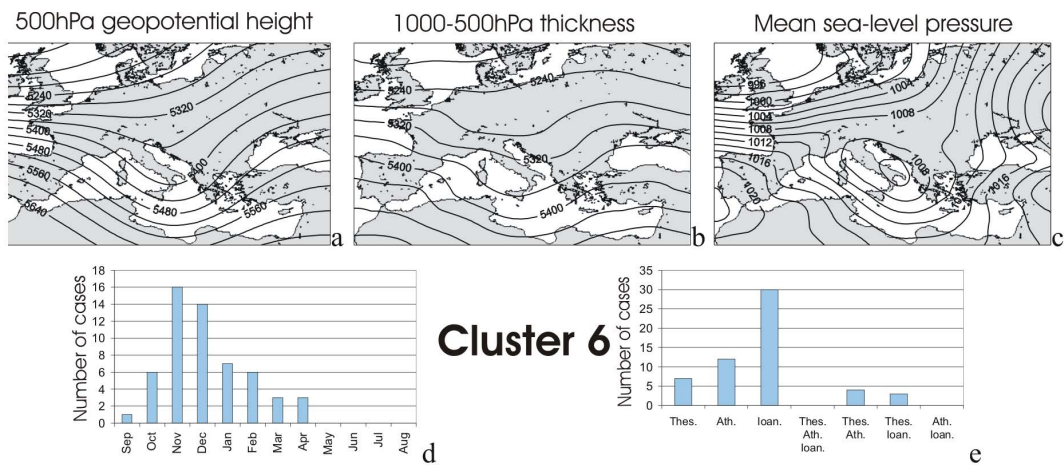 500hPa geopotential height
1000-500hPa thickness
Mean sea-level pressure
5240
5320
5400
5480
5560
5640
5320
5400
5480
5560
a
5240
5320
5400
5240
5320
5400
b
996
1000
1004
1008
1012
1016
1020
1004
1008
1008
1012
1016
c
Number of cases
18
16
14
12
10
8
6
4
2
0
Sep
Oct
Nov
Dec
Jan
Feb
Mar
Apr
May
Jun
Jul
Aug
d
Cluster 6
Number of cases
35
30
25
20
15
10
5
0
Thes.
Ath.
Ioan.
Thes.
Ath.
Ioan.
Thes.
Ath.
Thes.
Ioan.
Ath.
Ioan.
e